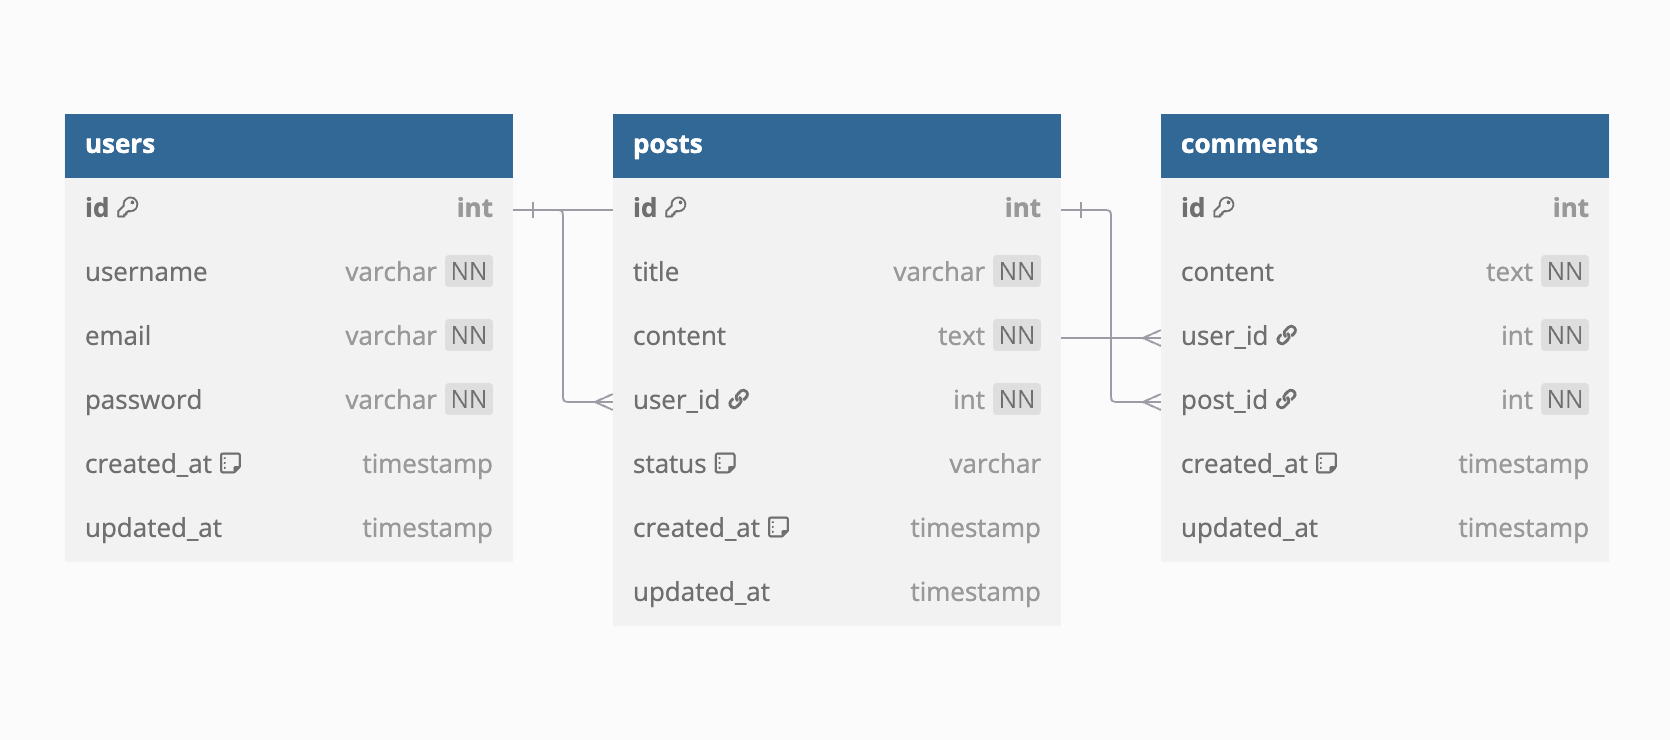 users
id int
username varchar NN
email varchar NN
password varchar NN
created_at timestamp
updated_at timestamp
posts
id int
title varchar NN
content text NN
user_id int NN
status varchar
created_at timestamp
updated_at timestamp
comments
id int
content text NN
user_id int NN
post_id int NN
created_at timestamp
updated_at timestamp